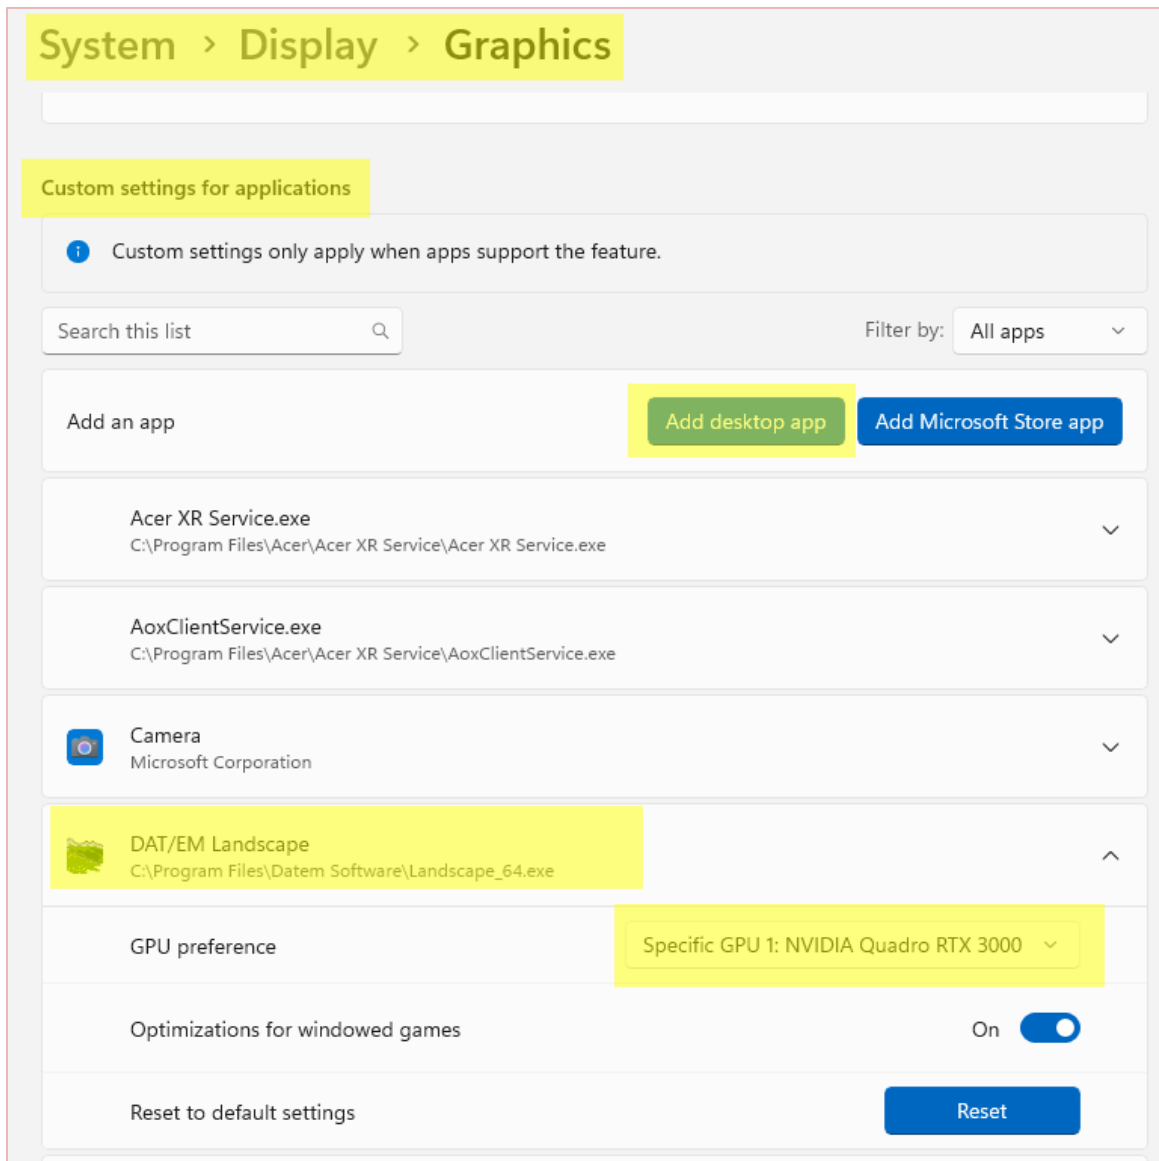 System > Display > Graphics
Custom settings for applications
Custom settings only apply when apps support the feature.
Search this list
Filter by: All apps
Add an app
Add desktop app
Add Microsoft Store app
Acer XR Service.exe
C:\Program Files\Acer\Acer XR Service\Acer XR Service.exe
AoxClientService.exe
C:\Program Files\Acer\Acer XR Service\AoxClientService.exe
Camera
Microsoft Corporation
DAT/EM Landscape
C:\Program Files\Datem Software\Landscape_64.exe
GPU preference
Specific GPU 1: NVIDIA Quadro RTX 3000
Optimizations for windowed games
On
Reset to default settings
Reset